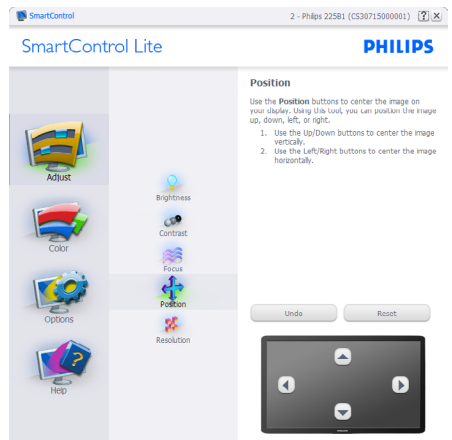 SmartControl
2 - Philips 225B1 (CS30715000001)
SmartControl Lite
PHILIPS
Adjust
Color
Options
Help
Brightness
Contrast
Focus
Position
Resolution
Position
Use the Position buttons to center the image on
your display. Using this tool, you can position the image
up, down, left, or right.
1. Use the Up/Down buttons to center the image
vertically.
2. Use the Left/Right buttons to center the image
horizontally.
Undo
Reset